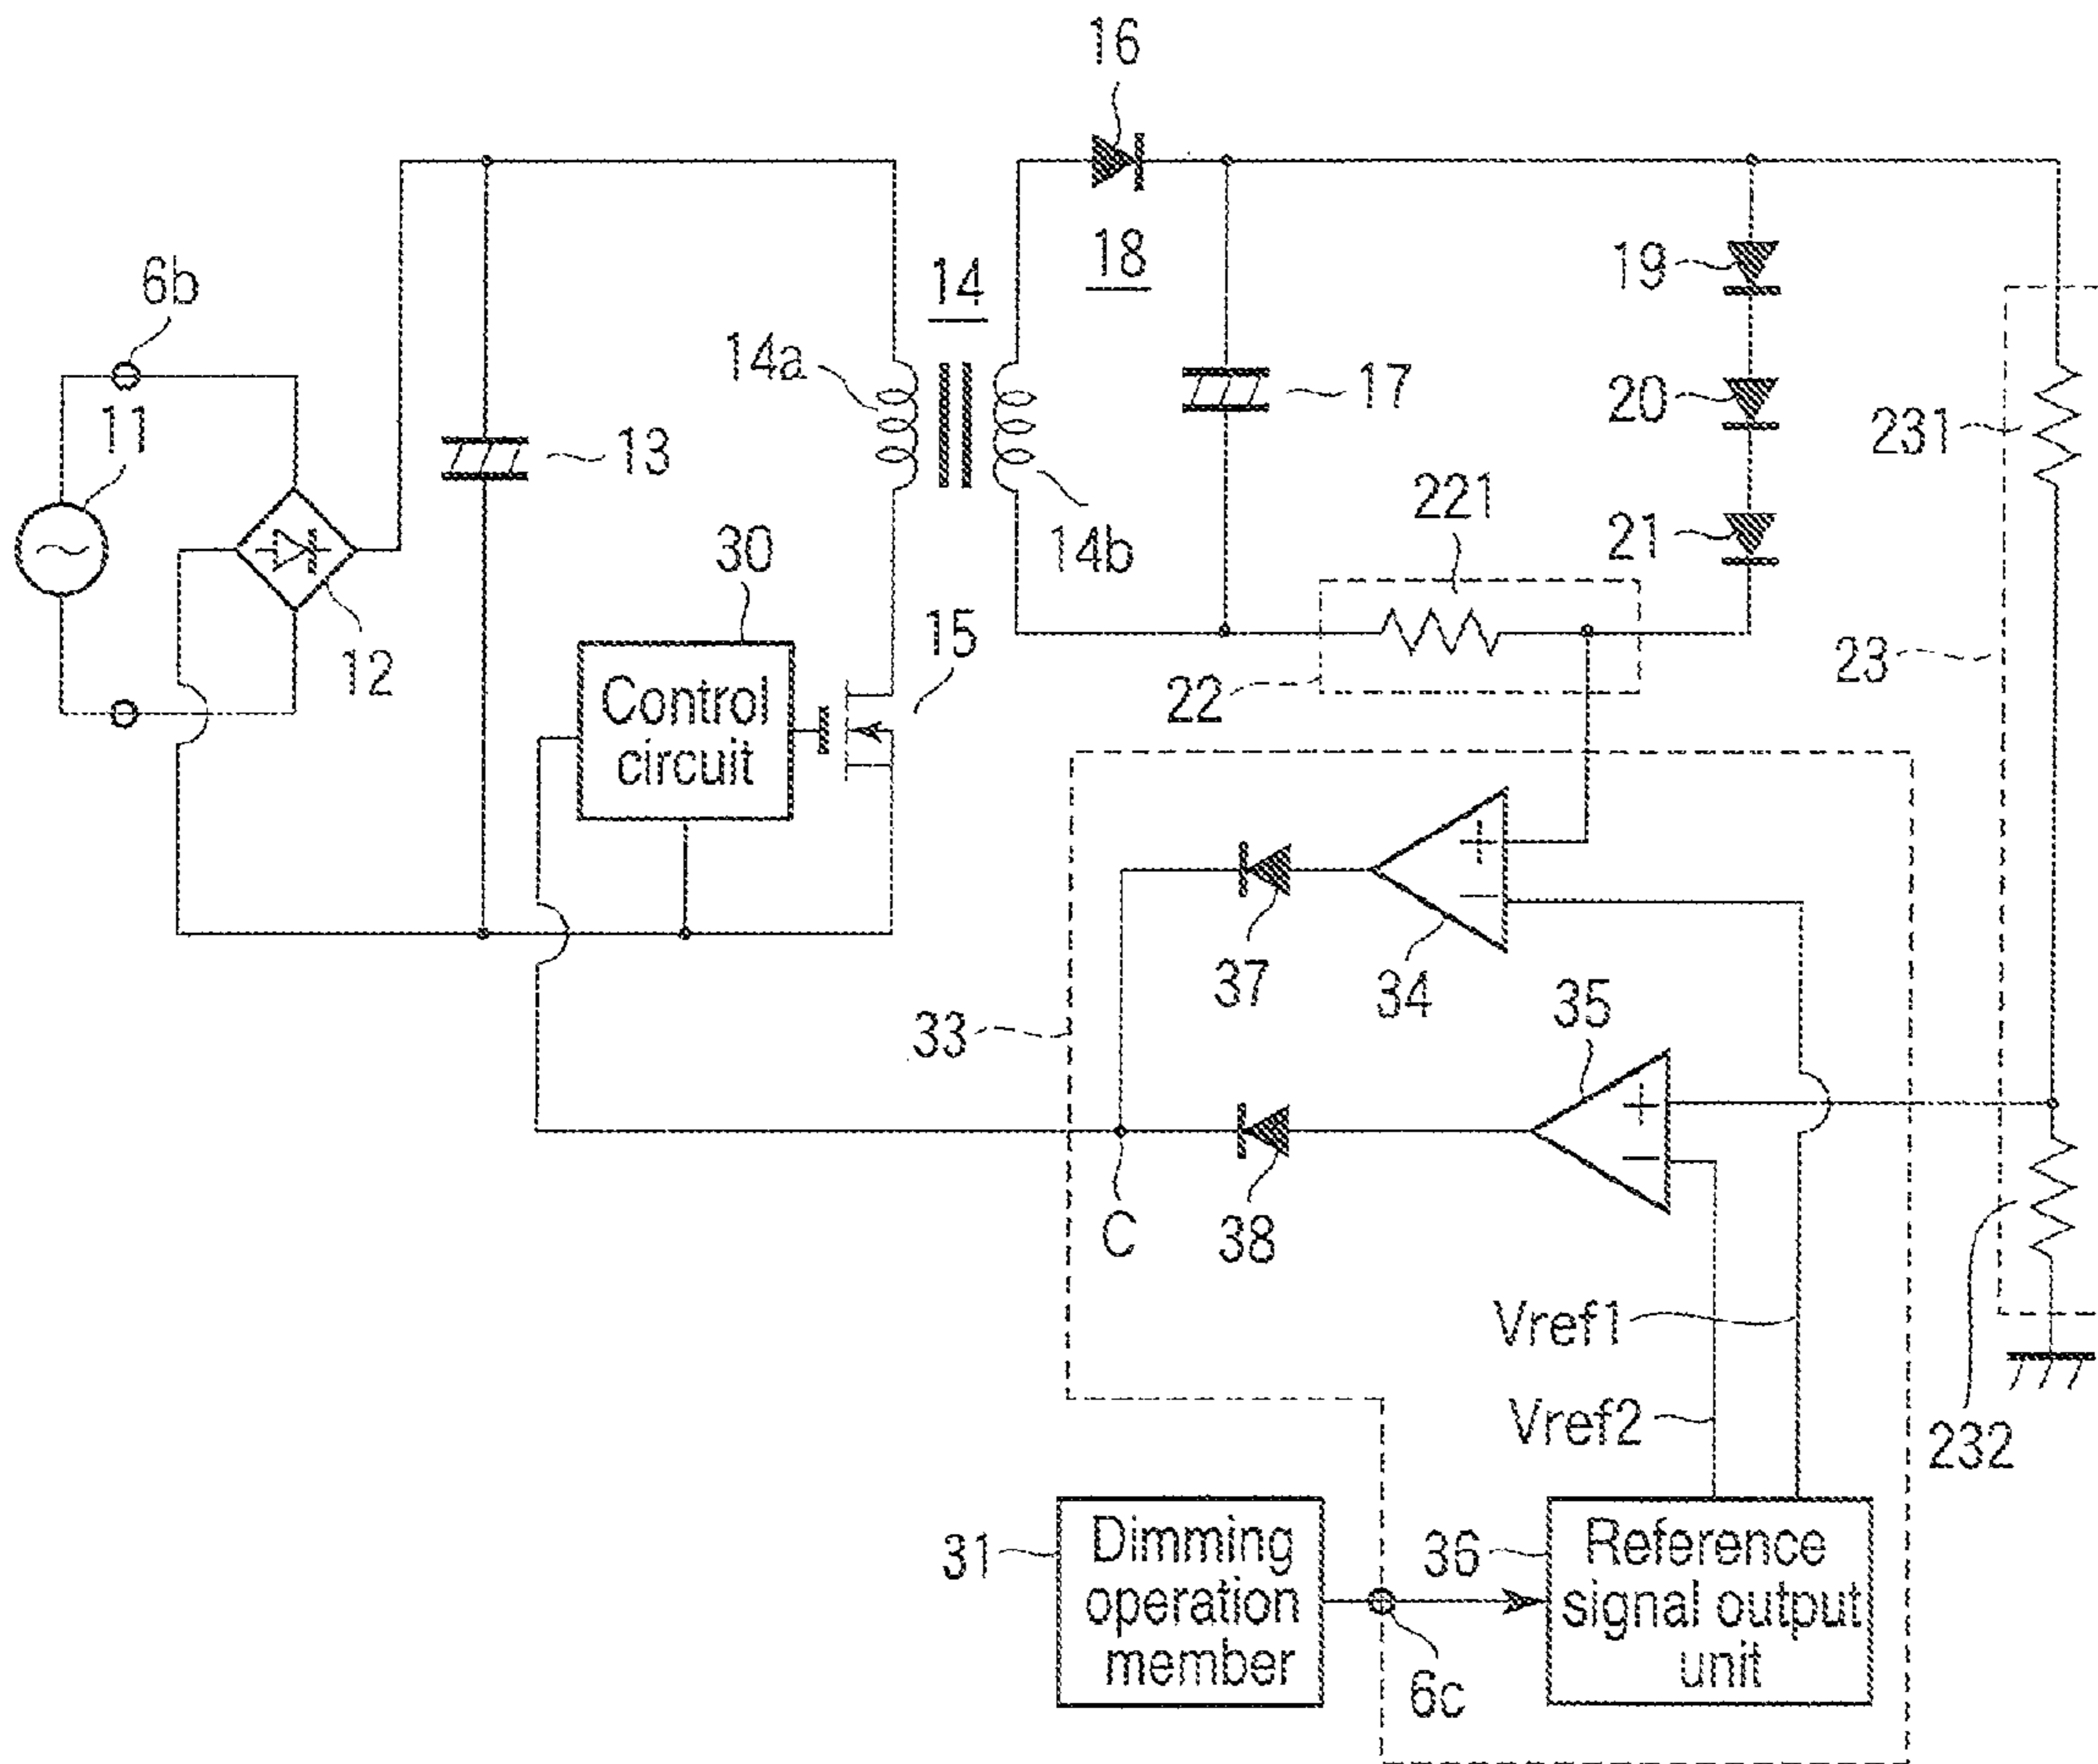 16
6b
14
18
19
11
14a
17
20
231
13
221
21
30
14b
12
15
Control
circuit
22
23
37
34
35
33
C
38
Vref1
Vref2
232
31
Dimming
operation
member
36
Reference
signal output
unit
6c